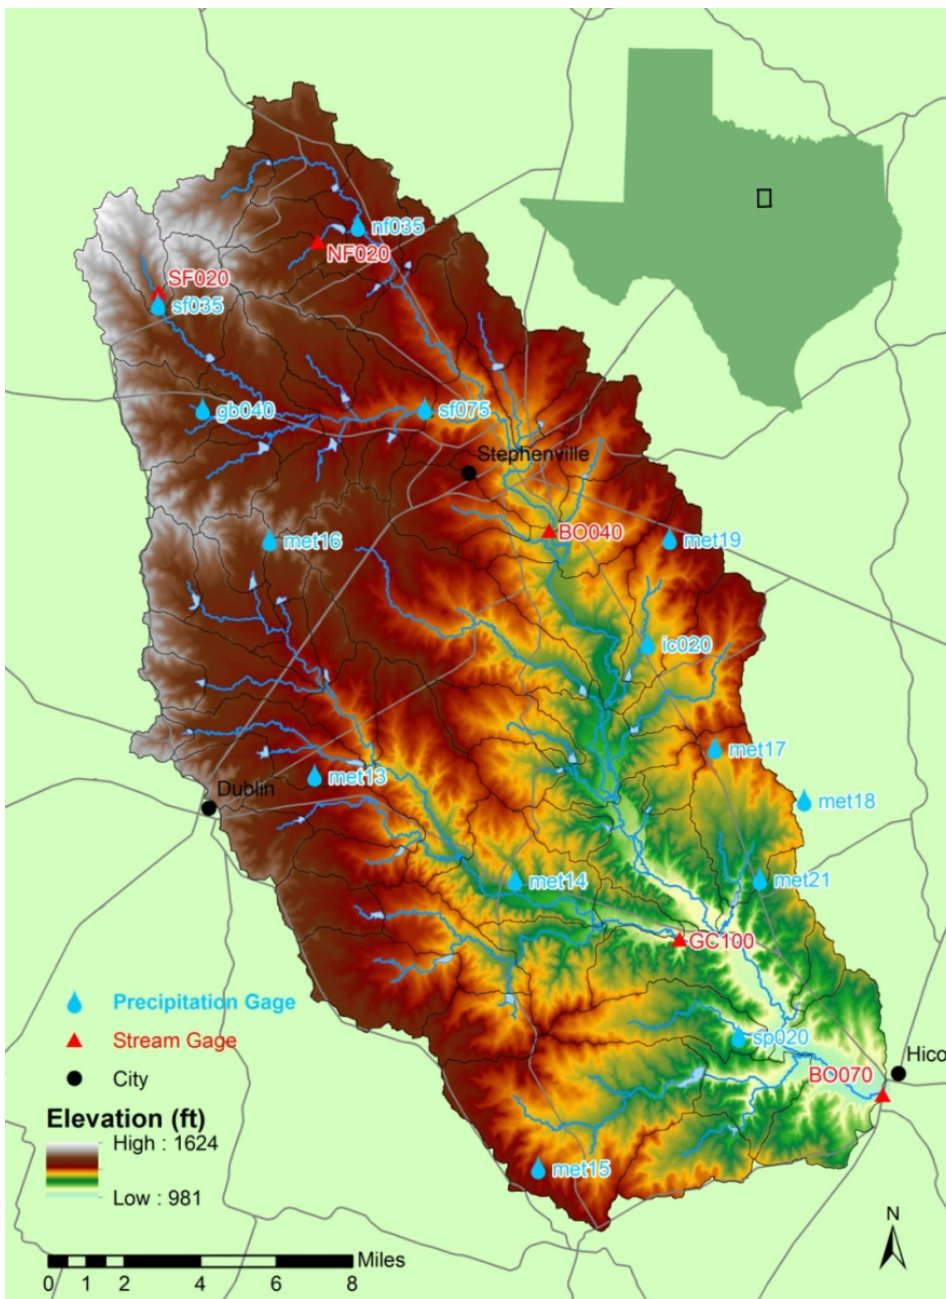 nf035
NF020
SF020
sf035
gb040
sf075
Stephenville
BO040
met16
met19
ic020
met17
met13
Dublin
met18
met14
met21
GC100
Precipitation Gage
Stream Gage
City
sp020
Hico
BO070
Elevation (ft)
High : 1624
Low : 981
met15
N
Miles
0 1 2 4 6 8